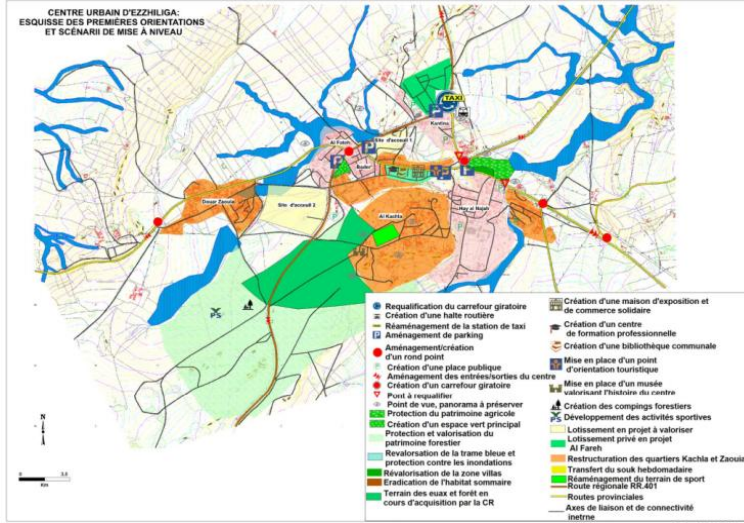 CENTRE URBAIN D'EZZHILIGA:
ESQUISSE DES PREMIÈRES ORIENTATIONS
ET SCÉNARII DE MISE À NIVEAU
TAXI
P
Kantina
Site d'accueil 1
Al Fareh
P
P
Bader
P
Douar Zaouia
Site d'accueil 2
Al Kachla
Hay al Najah
PS
N
Km
Requalification du carrefour giratoire
Création d'une halte routière
Réaménagement de la station de taxi
P Aménagement de parking
Aménagement/création
d'un rond point
Création d'une place publique
Aménagement des entrées/sorties du centre
Création d'un carrefour giratoire
Pont à requalifier
Point de vue, panorama à préserver
Protection du patrimoine agricole
Création d'un espace vert principal
Protection et valorisation du
patrimoine forestier
Revalorsation de la trame bleue et
protection contre les inondations
Révalorisation de la zone villas
Eradication de l'habitat sommaire
Terrain des euax et forêt en
cours d'acquisition par la CR
Création d'une maison d'exposition et
de commerce solidaire
Création d'un centre
de formation professionnelle
Création d'une bibliothèque communale
Mise en place d'un point
d'orientation touristique
Mise en place d'un musée
valorisant l'histoire du centre
Création des compings forestiers
PS Développement des activités sportives
Lotissement en projet à valoriser
Lotissement privé en projet
Al Fareh
Restructuration des quartiers Kachla et Zaouia
Transfert du souk hebdomadaire
Réaménagement du terrain de sport
Route régionale RR.401
Routes provinciales
Axes de liaison et de connectivité
inetrne